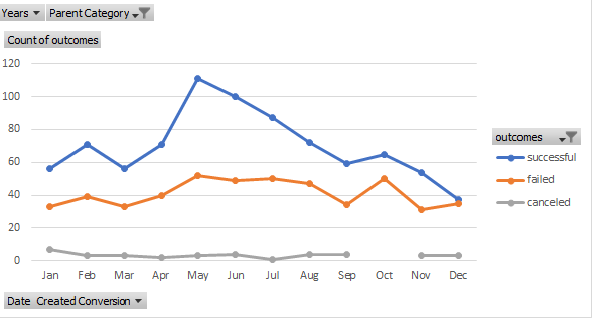 Years Parent Category
Count of outcomes
120
100
80
60
40
20
0
Jan Feb Mar Apr May Jun Jul Aug Sep Oct Nov Dec
outcomes
successful
failed
canceled
Date Created Conversion